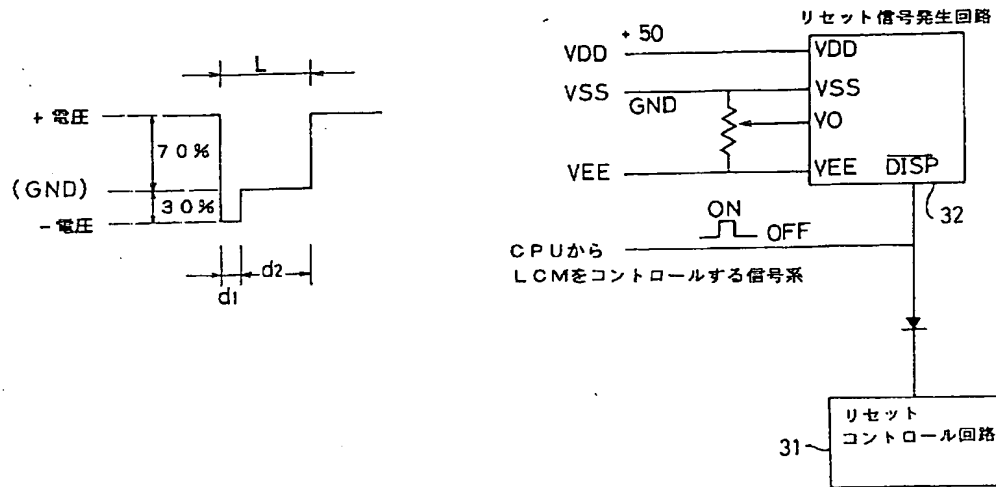 L
+電圧
70%
(GND)
30%
-電圧
d1
d2
リセット信号発生回路
+50
VDD
VDD
VSS
GND
VSS
VO
VEE
VEE
DISP
32
ON
OFF
CPUから
LCMをコントロールする信号系
リセット
コントロール回路
31